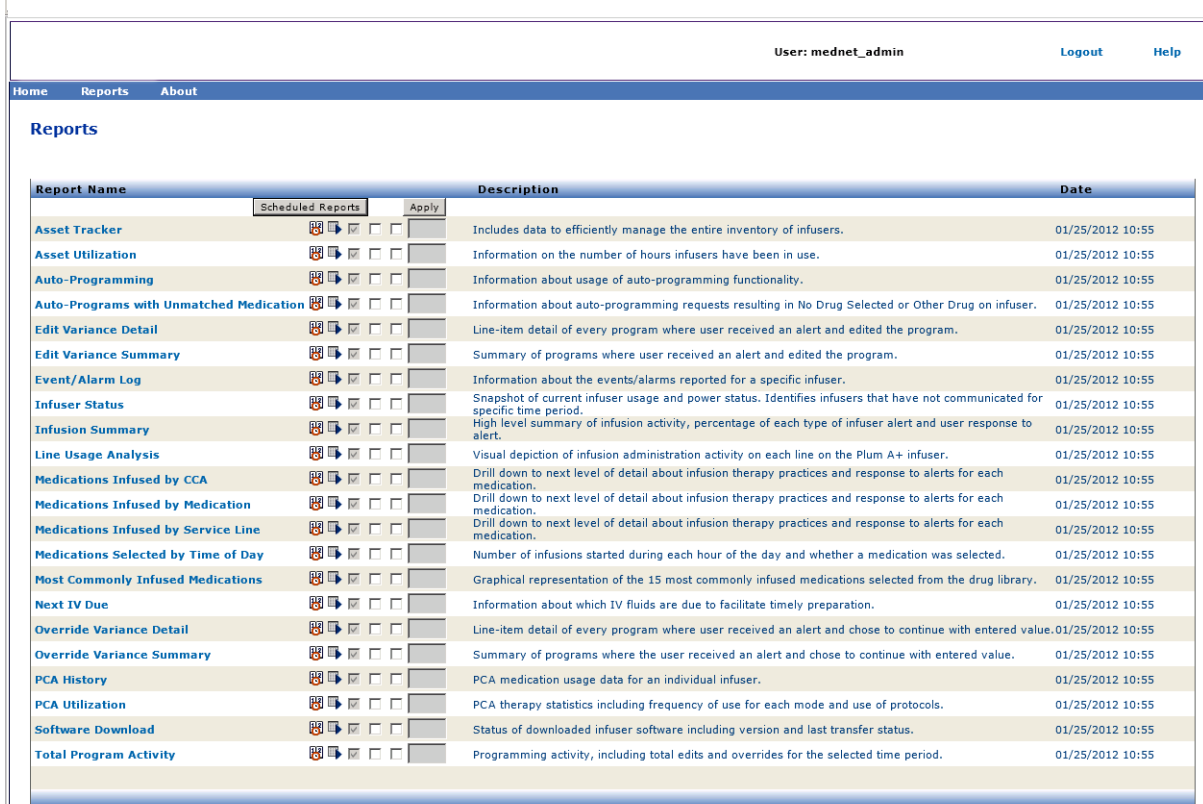 User: mednet_admin Logout Help
Home Reports About
Reports
Report Name Description Date
Scheduled Reports Apply
Asset Tracker Includes data to efficiently manage the entire inventory of infusers. 01/25/2012 10:55
Asset Utilization Information on the number of hours infusers have been in use. 01/25/2012 10:55
Auto-Programming Information about usage of auto-programming functionality. 01/25/2012 10:55
Auto-Programs with Unmatched Medication Information about auto-programming requests resulting in No Drug Selected or Other Drug on infuser. 01/25/2012 10:55
Edit Variance Detail Line-item detail of every program where user received an alert and edited the program. 01/25/2012 10:55
Edit Variance Summary Summary of programs where user received an alert and edited the program. 01/25/2012 10:55
Event/Alarm Log Information about the events/alarms reported for a specific infuser. 01/25/2012 10:55
Infuser Status Snapshot of current infuser usage and power status. Identifies infusers that have not communicated for
specific time period. 01/25/2012 10:55
Infusion Summary High level summary of infusion activity, percentage of each type of infuser alert and user response to
alert. 01/25/2012 10:55
Line Usage Analysis Visual depiction of infusion administration activity on each line on the Plum A+ infuser. 01/25/2012 10:55
Medications Infused by CCA Drill down to next level of detail about infusion therapy practices and response to alerts for each
medication. 01/25/2012 10:55
Medications Infused by Medication Drill down to next level of detail about infusion therapy practices and response to alerts for each
medication. 01/25/2012 10:55
Medications Infused by Service Line Drill down to next level of detail about infusion therapy practices and response to alerts for each
medication. 01/25/2012 10:55
Medications Selected by Time of Day Number of infusions started during each hour of the day and whether a medication was selected. 01/25/2012 10:55
Most Commonly Infused Medications Graphical representation of the 15 most commonly infused medications selected from the drug library. 01/25/2012 10:55
Next IV Due Information about which IV fluids are due to facilitate timely preparation. 01/25/2012 10:55
Override Variance Detail Line-item detail of every program where user received an alert and chose to continue with entered value. 01/25/2012 10:55
Override Variance Summary Summary of programs where the user received an alert and chose to continue with entered value. 01/25/2012 10:55
PCA History PCA medication usage data for an individual infuser. 01/25/2012 10:55
PCA Utilization PCA therapy statistics including frequency of use for each mode and use of protocols. 01/25/2012 10:55
Software Download Status of downloaded infuser software including version and last transfer status. 01/25/2012 10:55
Total Program Activity Programming activity, including total edits and overrides for the selected time period. 01/25/2012 10:55